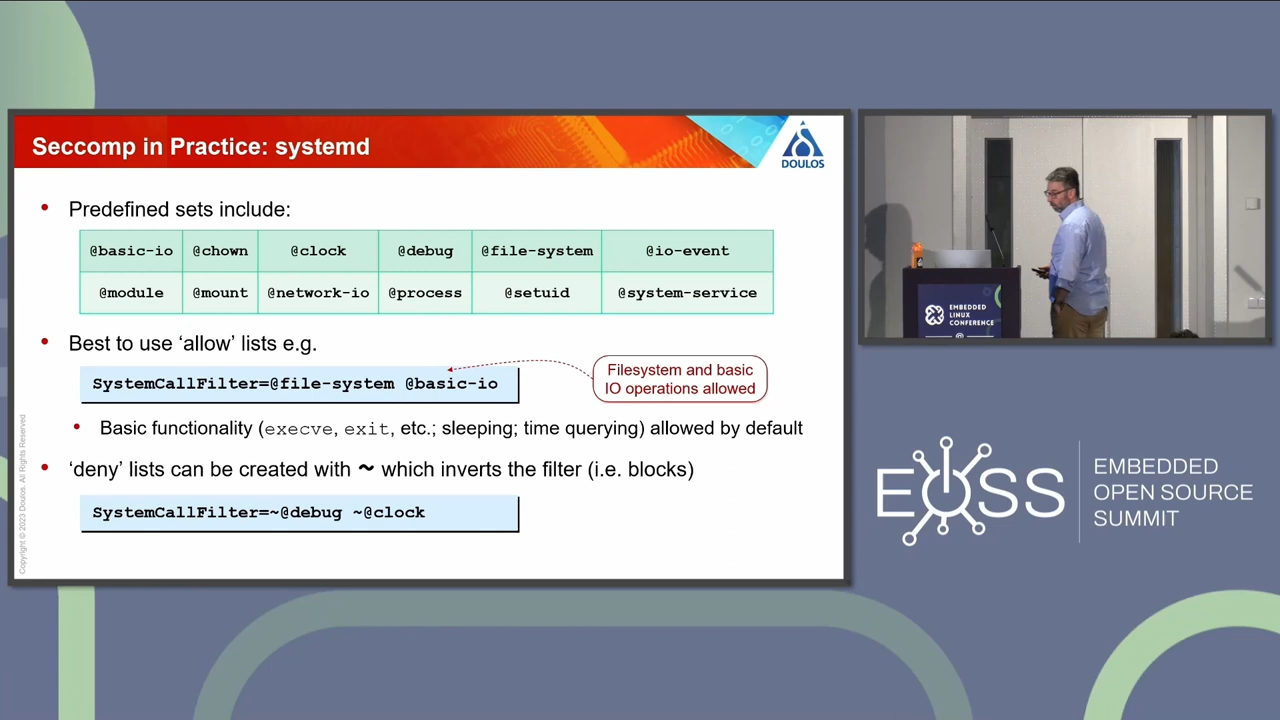 Seccomp in Practice: systemd
DOULOS
• Predefined sets include:
@basic-io @chown @clock @debug @file-system @io-event
@module @mount @network-io @process @setuid @system-service
• Best to use ‘allow’ lists e.g.
SystemCallFilter=@file-system @basic-io
Filesystem and basic
IO operations allowed
• Basic functionality (execve, exit, etc.; sleeping; time querying) allowed by default
• ‘deny’ lists can be created with ~ which inverts the filter (i.e. blocks)
SystemCallFilter=~@debug ~@clock
Copyright © 2023 Doulos. All Rights Reserved
EMBEDDED
LINUX
CONFERENCE
EOSS
EMBEDDED
OPEN SOURCE
SUMMIT